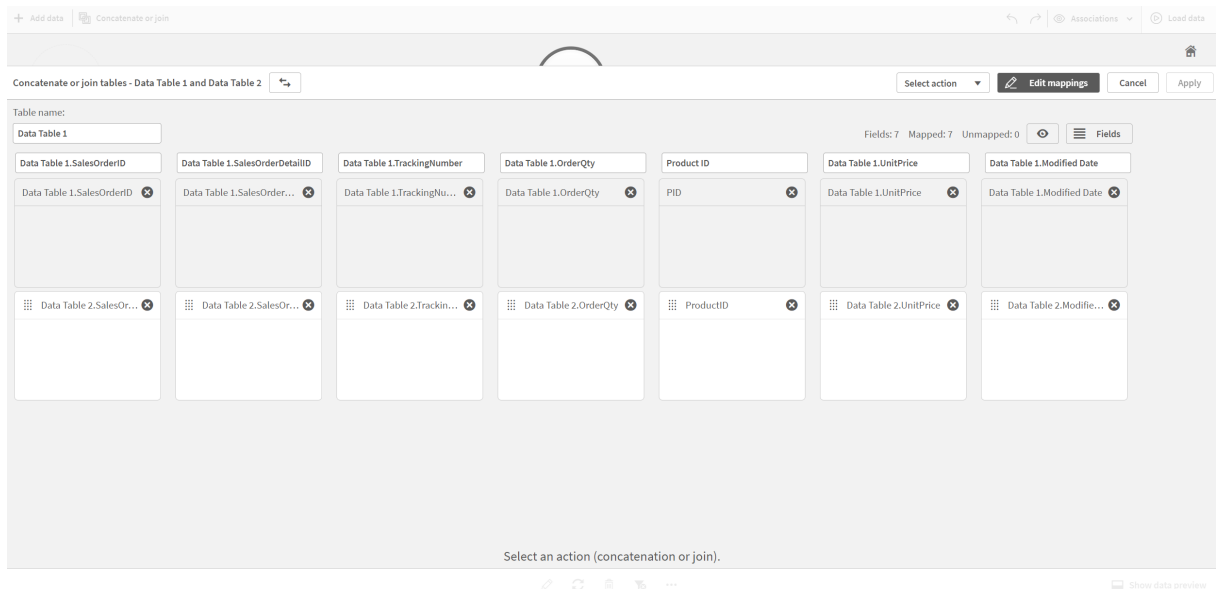 Add data Concatenate or join Associations Load data
Concatenate or join tables - Data Table 1 and Data Table 2 Select action Edit mappings Cancel Apply
Table name:
Data Table 1 Fields: 7 Mapped: 7 Unmapped: 0 Fields
Data Table 1.SalesOrderID Data Table 1.SalesOrderDetailID Data Table 1.TrackingNumber Data Table 1.OrderQty Product ID Data Table 1.UnitPrice Data Table 1.Modified Date
Data Table 1.SalesOrderID Data Table 1.SalesOrder... Data Table 1.TrackingNu... Data Table 1.OrderQty PID Data Table 1.UnitPrice Data Table 1.Modified Date
Data Table 2.SalesOr... Data Table 2.SalesOr... Data Table 2.Trackin... Data Table 2.OrderQty ProductID Data Table 2.UnitPrice Data Table 2.Modifie...
Select an action (concatenation or join).
Show data preview